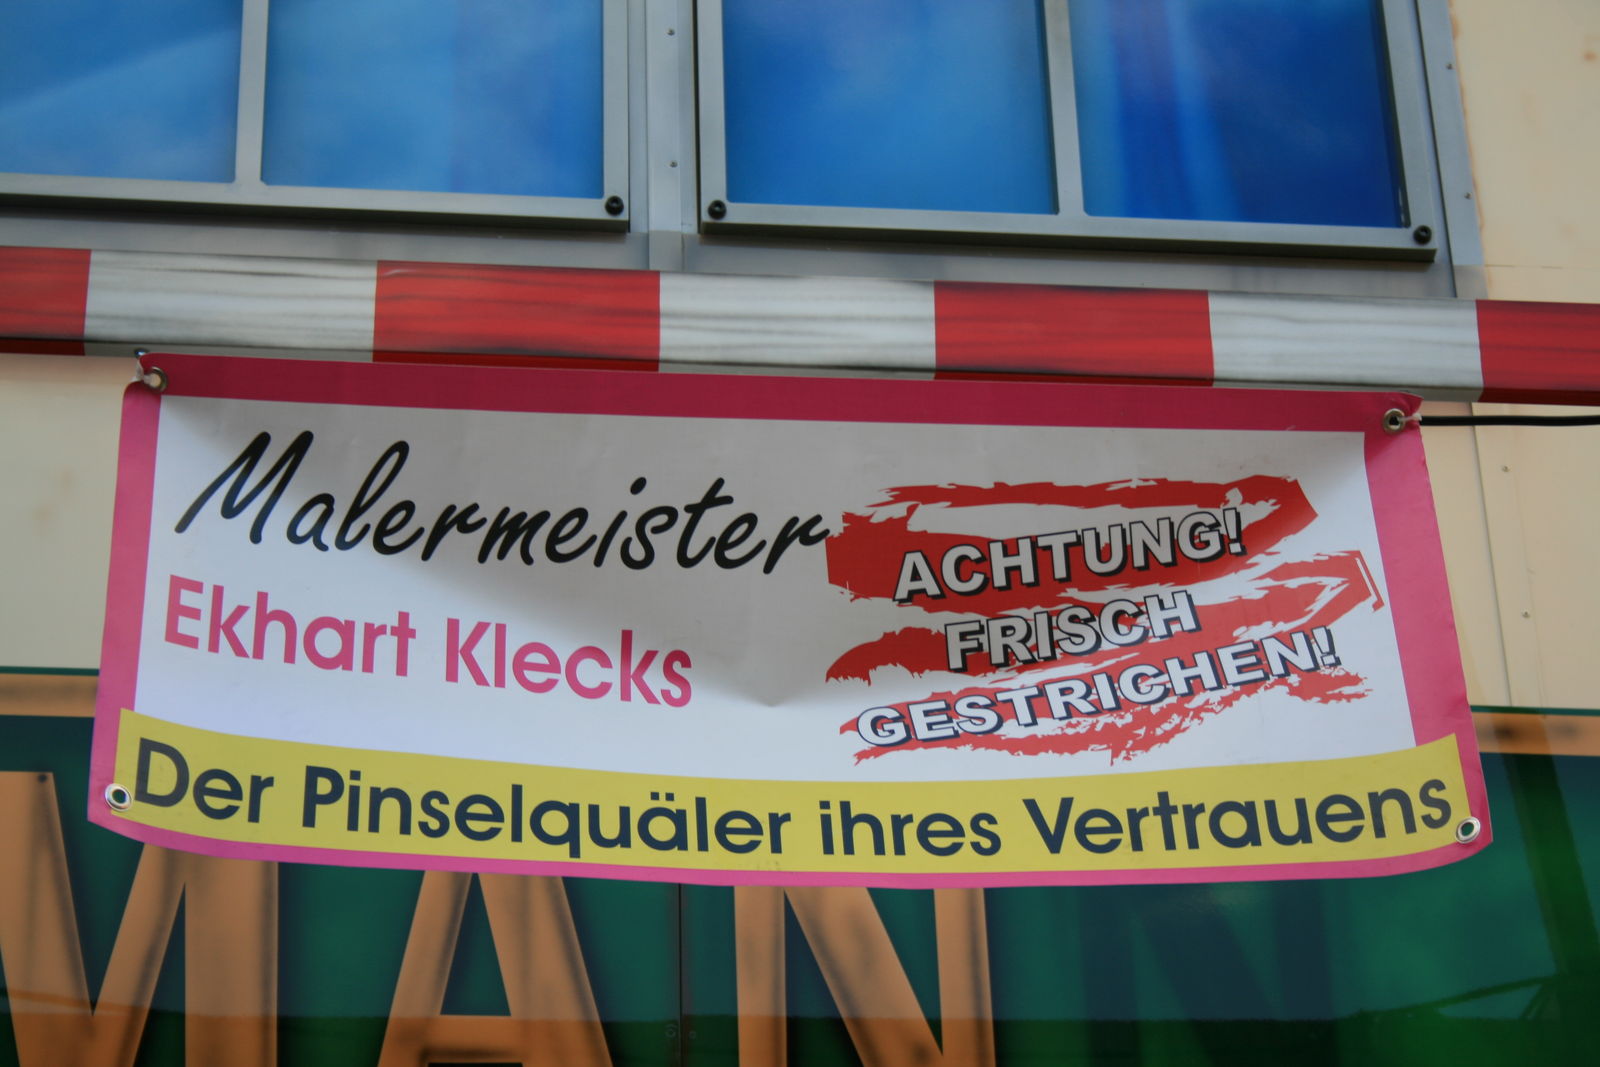 Malermeister
Ekhart Klecks
ACHTUNG!
FRISCH
GESTRICHEN!
Der Pinselquäler ihres Vertrauens
MAN